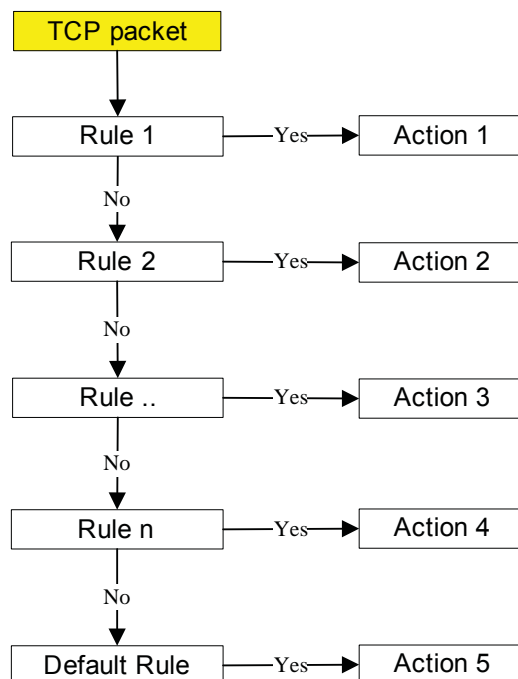 TCP packet
Rule 1
Yes
Action 1
No
Rule 2
Yes
Action 2
No
Rule ..
Yes
Action 3
No
Rule n
Yes
Action 4
No
Default Rule
Yes
Action 5